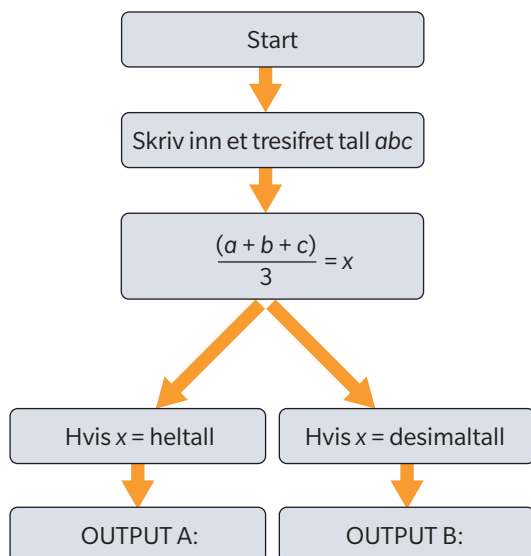 Start
Skriv inn et tresifret tall abc
(a + b + c)
3
= x
Hvis x = heltall
Hvis x = desimaltall
OUTPUT A:
OUTPUT B: